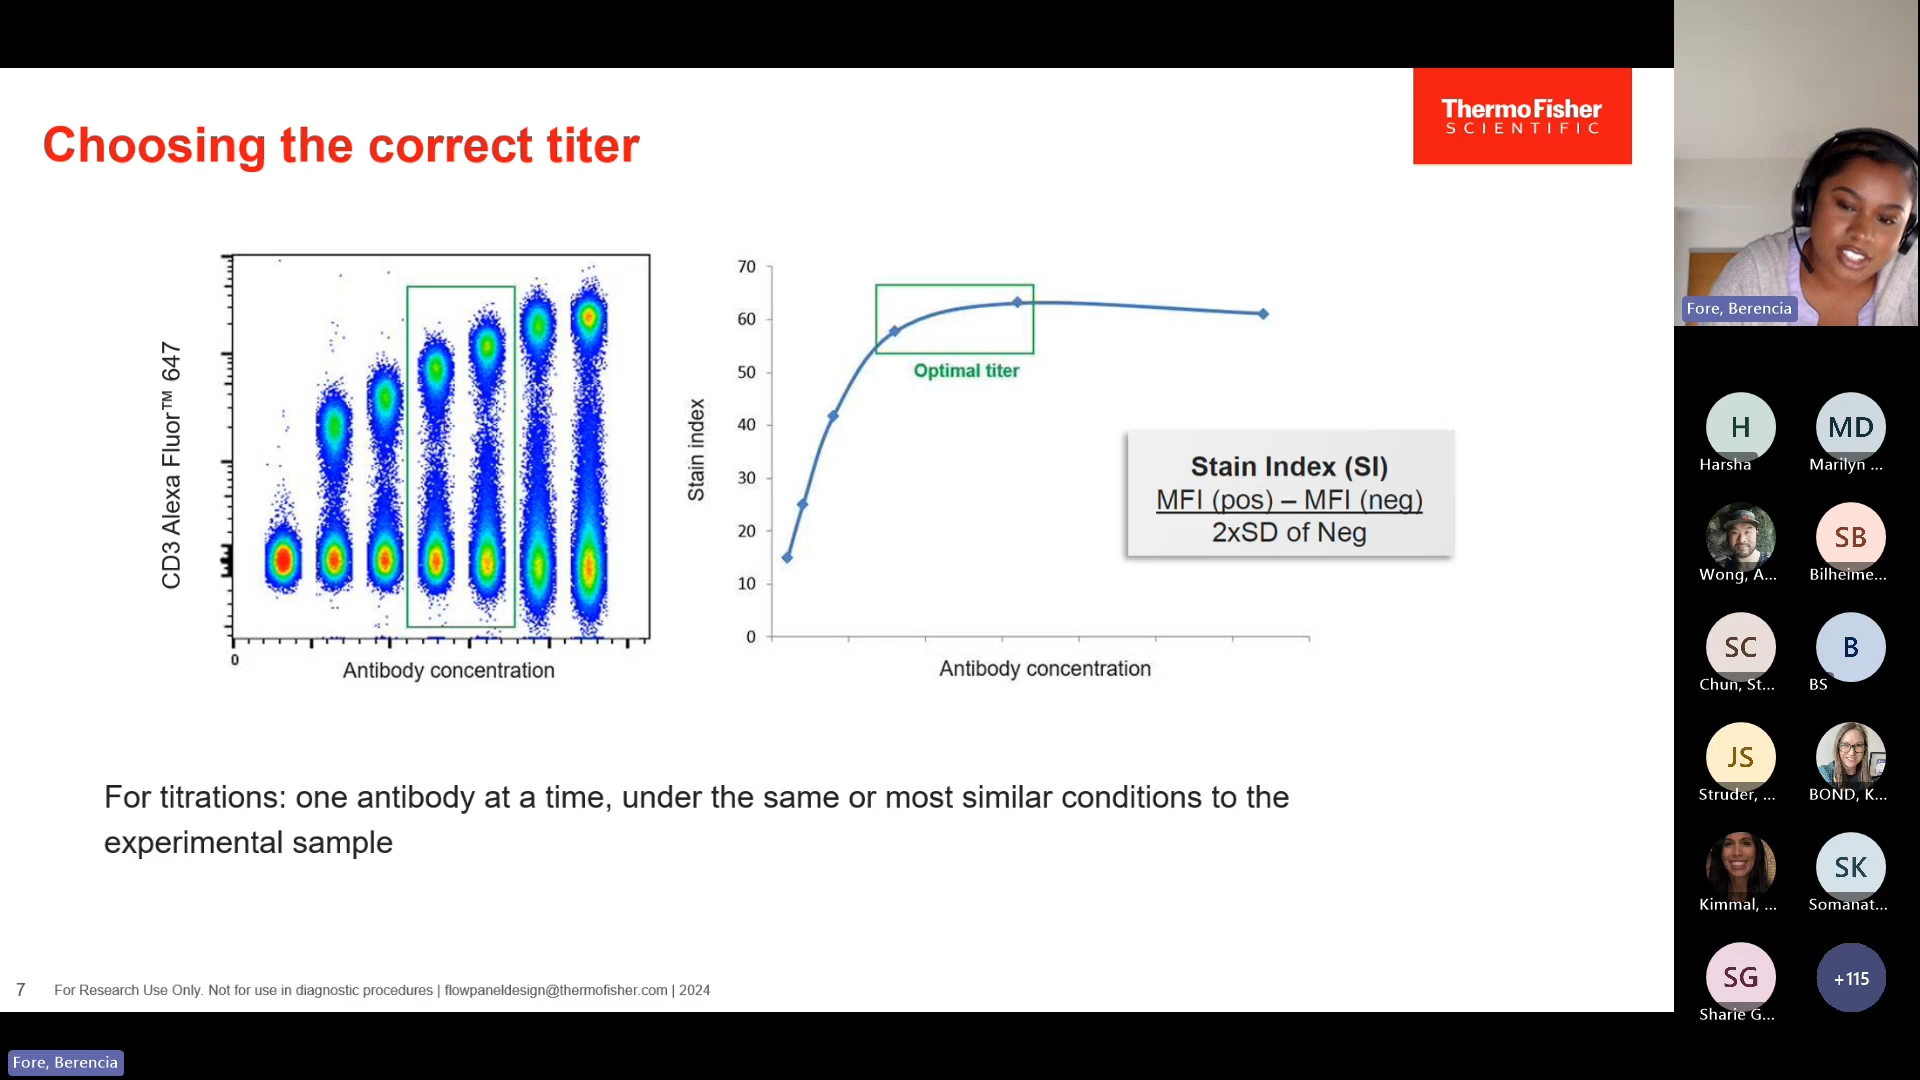 Choosing the correct titer
ThermoFisher
SCIENTIFIC
CD3 Alexa Fluor™ 647
0
Antibody concentration
Stain index
70
60
50
40
30
20
10
0
Optimal titer
Antibody concentration
Stain Index (SI)
MFI (pos) – MFI (neg)
2xSD of Neg
For titrations: one antibody at a time, under the same or most similar conditions to the
experimental sample
7 For Research Use Only. Not for use in diagnostic procedures | flowpaneldesign@thermofisher.com | 2024
Fore, Berencia
Fore, Berencia
H
Harsha
MD
Marilyn ...
Wong, A...
SB
Bilheime...
SC
Chun, St...
B
BS
JS
Struder, ...
BOND, K...
Kimmal, ...
SK
Somanat...
SG
Sharie G...
+115